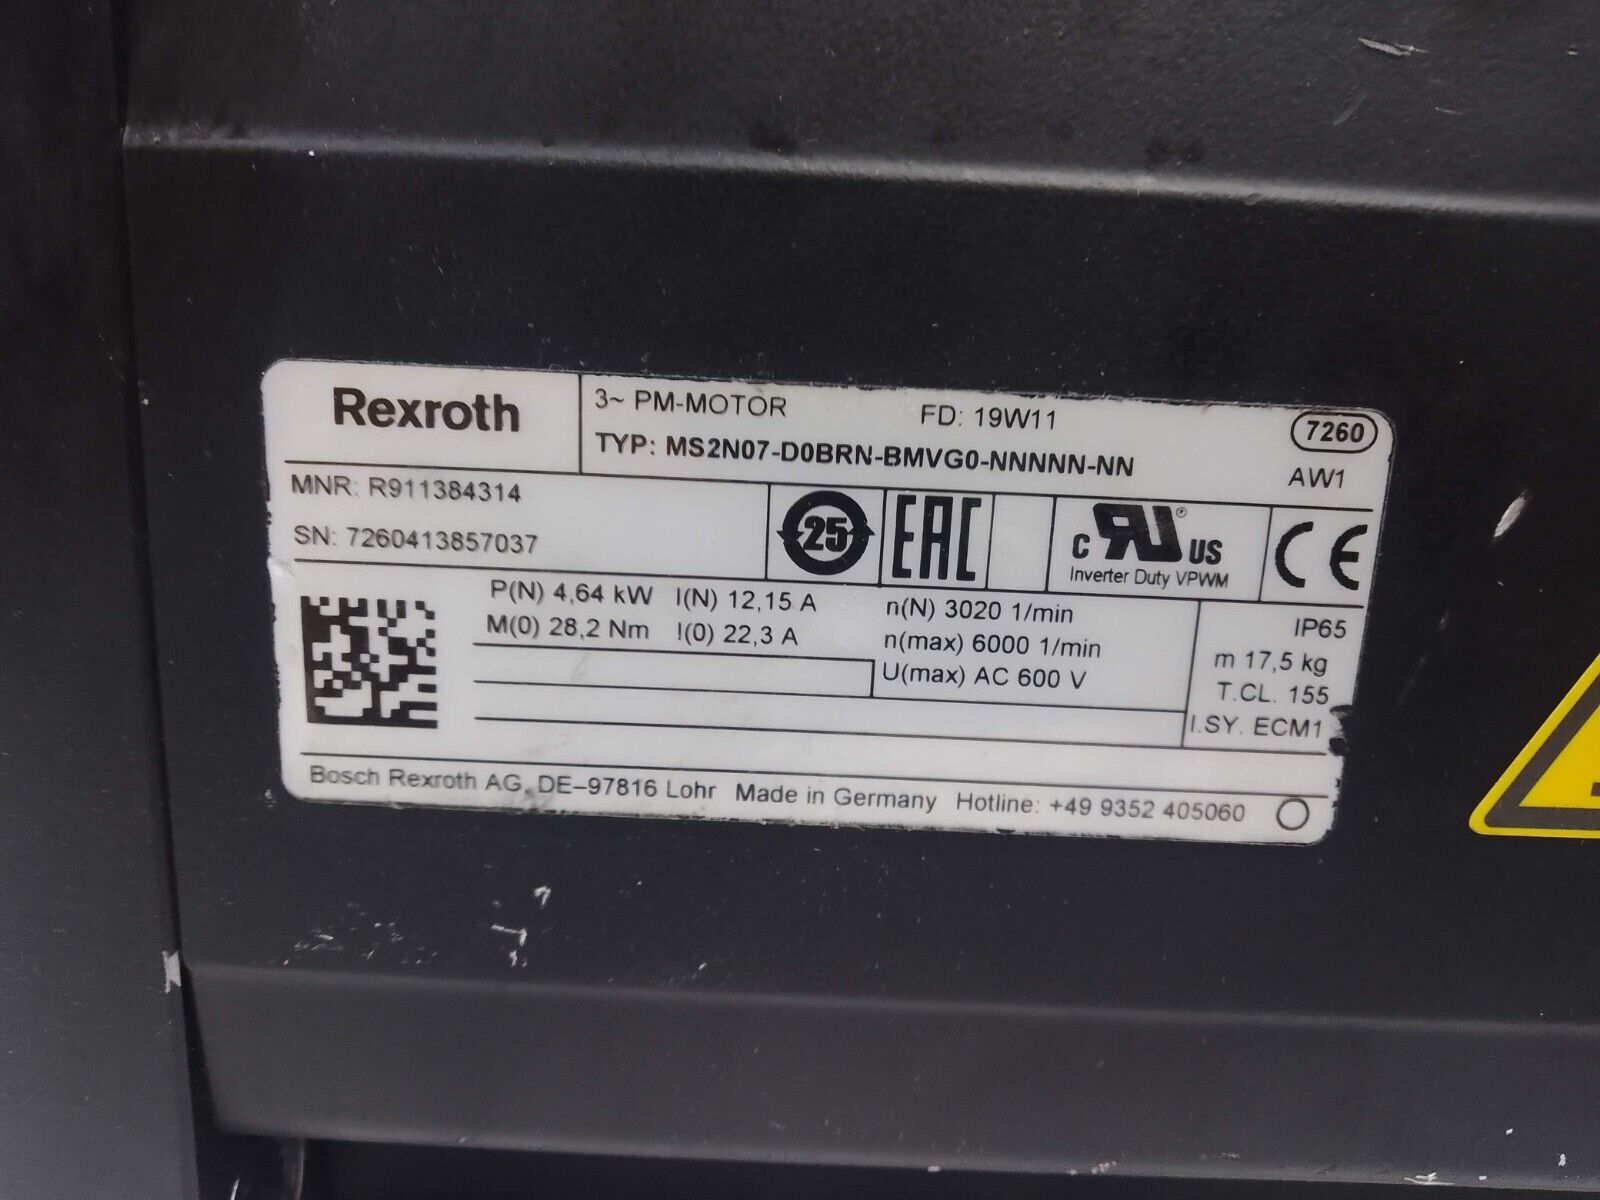 Rexroth
3~ PM-MOTOR FD: 19W11 7260
TYP: MS2N07-D0BRN-BMVG0-NNNNN-NN AW1
MNR: R911384314
SN: 7260413857037
25 EAC c RU US CE
Inverter Duty VPWM
P(N) 4,64 kW I(N) 12,15 A n(N) 3020 1/min IP65
M(0) 28,2 Nm I(0) 22,3 A n(max) 6000 1/min m 17,5 kg
U(max) AC 600 V T.CL. 155
I.SY. ECM1
Bosch Rexroth AG, DE-97816 Lohr Made in Germany Hotline: +49 9352 405060